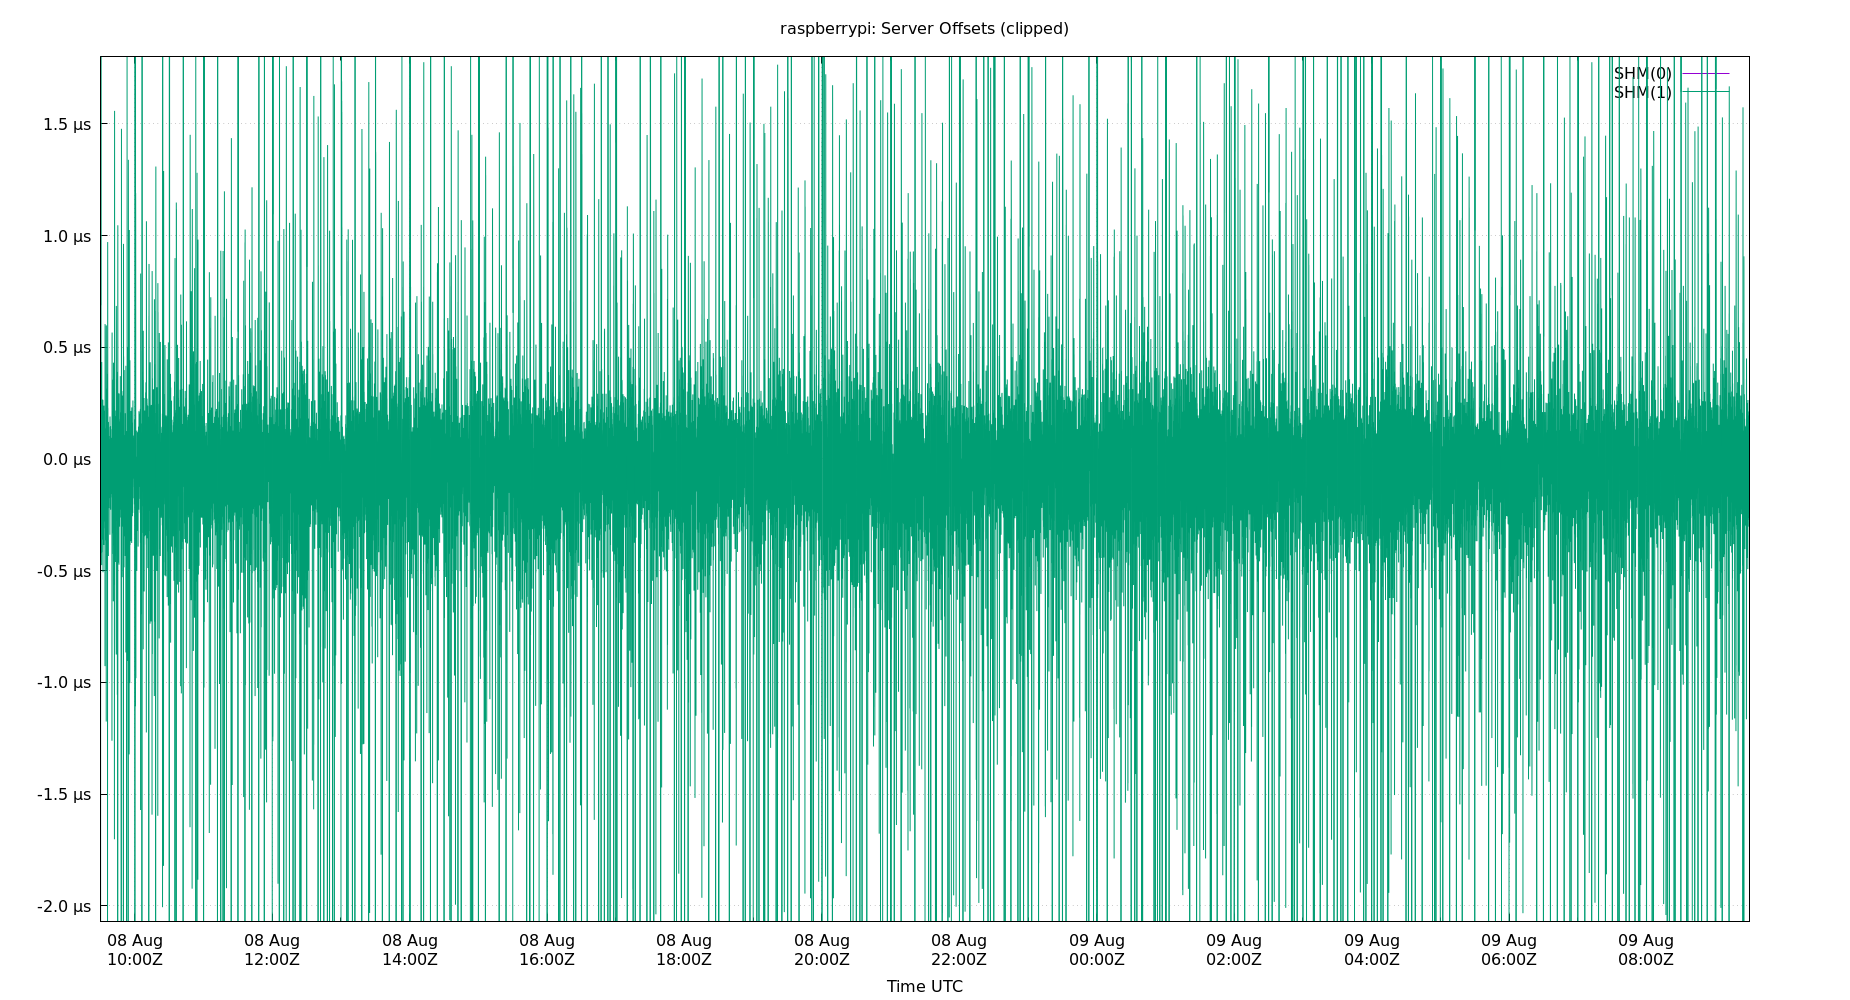 raspberrypi: Server Offsets (clipped)
SHM(0)
SHM(1)
1.5 µs
1.0 µs
0.5 µs
0.0 µs
-0.5 µs
-1.0 µs
-1.5 µs
-2.0 µs
08 Aug 08 Aug 08 Aug 08 Aug 08 Aug 08 Aug 08 Aug 09 Aug 09 Aug 09 Aug 09 Aug 09 Aug
10:00Z 12:00Z 14:00Z 16:00Z 18:00Z 20:00Z 22:00Z 00:00Z 02:00Z 04:00Z 06:00Z 08:00Z
Time UTC